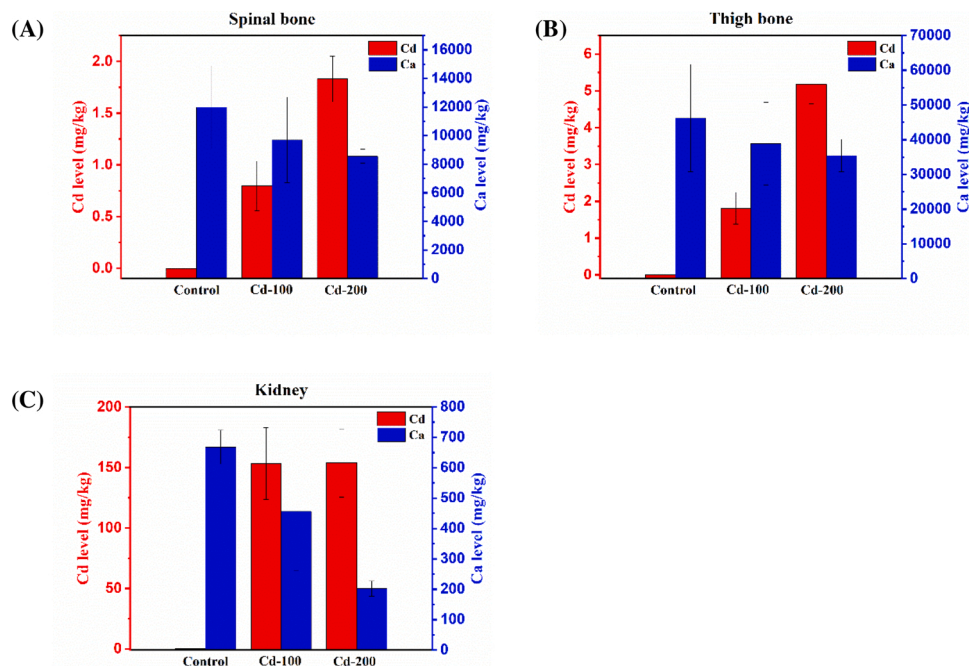 (A)
Spinal bone
Cd
Ca
Cd level (mg/kg)
2.0
1.5
1.0
0.5
0.0
Ca level (mg/kg)
16000
14000
12000
10000
8000
6000
4000
2000
0
Control Cd-100 Cd-200
(B)
Thigh bone
Cd
Ca
Cd level (mg/kg)
6
5
4
3
2
1
0
Ca level (mg/kg)
70000
60000
50000
40000
30000
20000
10000
0
Control Cd-100 Cd-200
(C)
Kidney
Cd
Ca
Cd level (mg/kg)
200
150
100
50
0
Ca level (mg/kg)
800
700
600
500
400
300
200
100
0
Control Cd-100 Cd-200